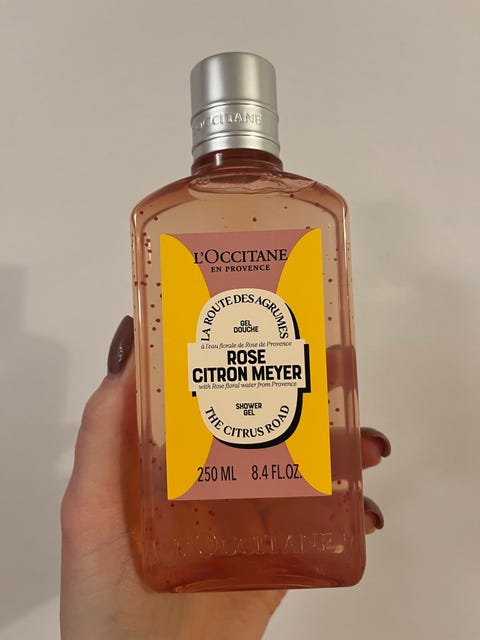 L'OCCITANE
L'OCCITANE
EN PROVENCE
LA ROUTE DES AGRUMES
GEL
DOUCHE
à l'eau florale de Rose de Provence
ROSE
CITRON MEYER
with Rose floral water from Provence
SHOWER
GEL
THE CITRUS ROAD
250 ML 8.4 FL.OZ.
L'OCCITANE